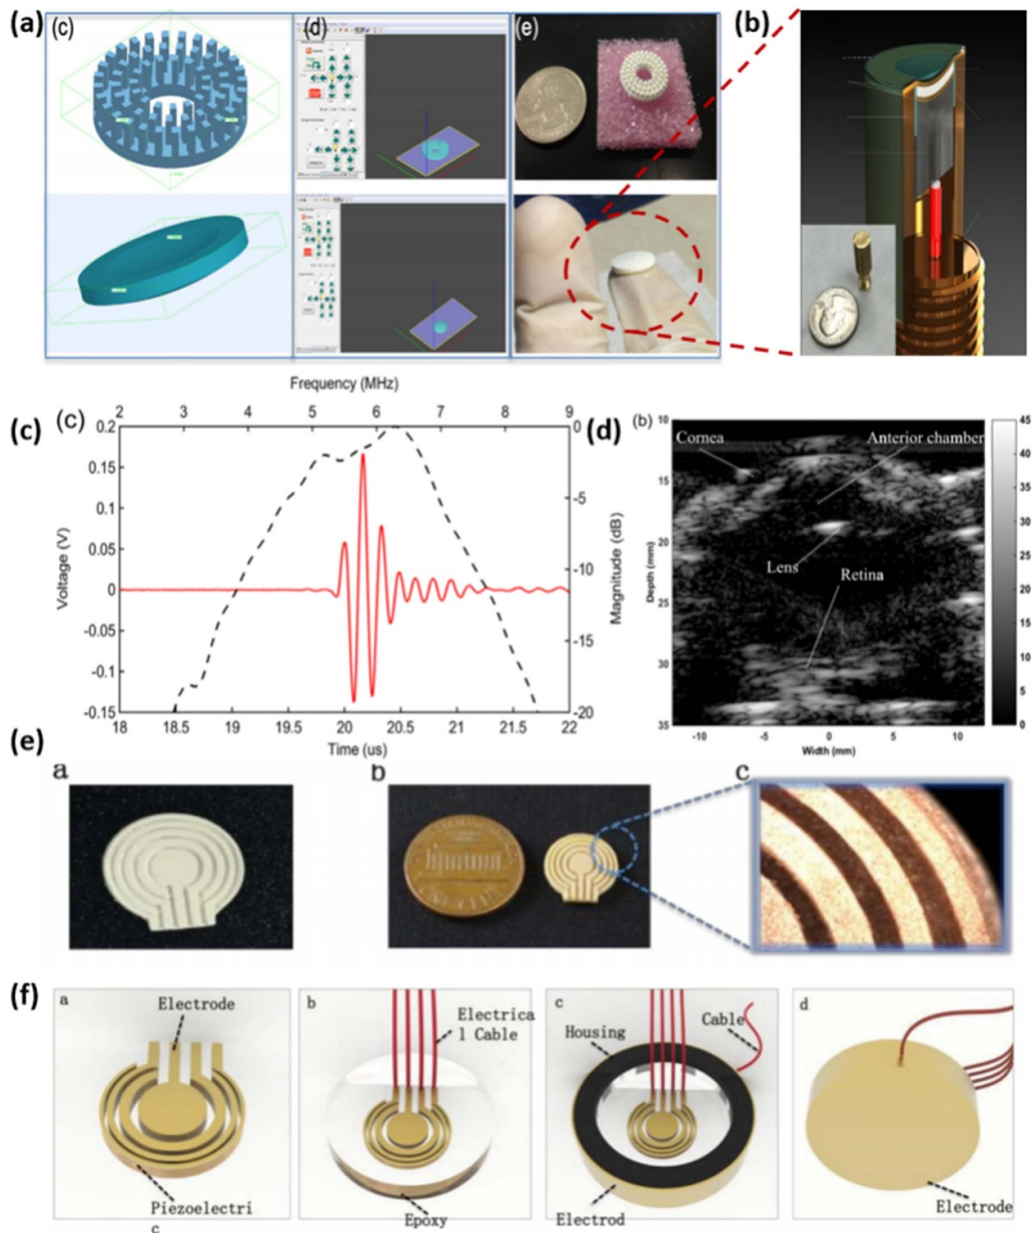 (a)
(c)
(d)
(e)
(b)
Frequency (MHz)
(c)
(c)
2 3 4 5 6 7 8 9
0.2
0.15
0.1
0.05
0
-0.05
-0.1
-0.15
Voltage (V)
0
-5
-10
-15
-20
Magnitude (dB)
18 18.5 19 19.5 20 20.5 21 21.5 22
Time (us)
(d)
(b)
Cornea
Anterior chamber
Lens
Retina
10
15
20
25
30
35
Depth (mm)
-10 -5 0 5 10
Width (mm)
45
40
35
30
25
20
15
10
5
0
(e)
a
b
c
ONE CENT
(f)
a
Electrode
Piezoelectri
c
b
Electrica
l Cable
Epoxy
c
Housing
Cable
Electrod
d
Electrode